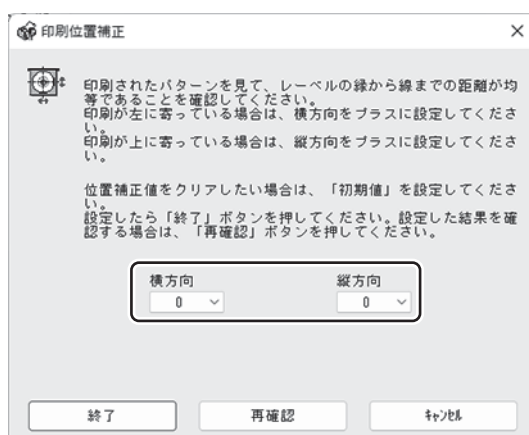 印刷位置補正
印刷されたパターンを見て、レーベルの縁から線までの距離が均
等であることを確認してください。
印刷が左に寄っている場合は、横方向をプラスに設定してくださ
い。
印刷が上に寄っている場合は、縦方向をプラスに設定してくださ
い。
位置補正値をクリアしたい場合は、「初期値」を設定してくださ
い。
設定したら「終了」ボタンを押してください。設定した結果を確
認する場合は、「再確認」ボタンを押してください。
横方向 縦方向
0 0
終了 再確認 ｷｬﾝｾﾙ